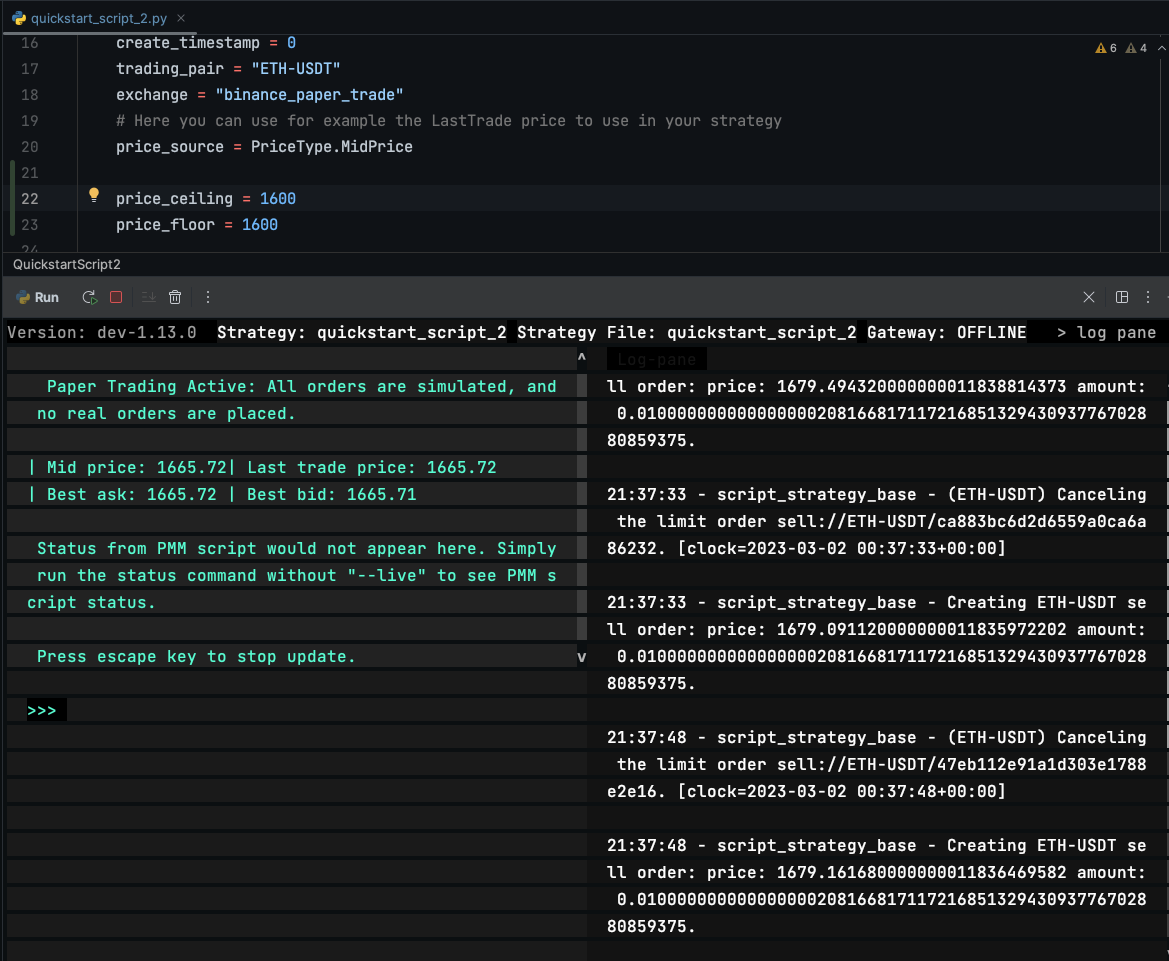 quickstart_script_2.py ×
16 create_timestamp = 0
6 4
17 trading_pair = "ETH-USDT"
18 exchange = "binance_paper_trade"
19 # Here you can use for example the LastTrade price to use in your strategy
20 price_source = PriceType.MidPrice
21
22 price_ceiling = 1600
23 price_floor = 1600
24
QuickstartScript2
Run
Version: dev-1.13.0 Strategy: quickstart_script_2 Strategy File: quickstart_script_2 Gateway: OFFLINE > log pane
^
Paper Trading Active: All orders are simulated, and
no real orders are placed.
| Mid price: 1665.72| Last trade price: 1665.72
| Best ask: 1665.72 | Best bid: 1665.71
Status from PMM script would not appear here. Simply
run the status command without "--live" to see PMM s
cript status.
Press escape key to stop update.
v
>>>
Log-pane
ll order: price: 1679.494320000000011838814373 amount:
0.01000000000000000020816681711721685132943093776702​8
80859375.
21:37:33 - script_strategy_base - (ETH-USDT) Canceling
the limit order sell://ETH-USDT/ca883bc6d2d6559a0ca6a
86232. [clock=2023-03-02 00:37:33+00:00]
21:37:33 - script_strategy_base - Creating ETH-USDT se
ll order: price: 1679.091120000000011835972202 amount:
0.010000000000000000208166817117216851329430937767028
80859375.
21:37:48 - script_strategy_base - (ETH-USDT) Canceling
the limit order sell://ETH-USDT/47eb112e91a1d303e1788
e2e16. [clock=2023-03-02 00:37:48+00:00]
21:37:48 - script_strategy_base - Creating ETH-USDT se
ll order: price: 1679.161680000000011836469582 amount:
0.010000000000000000208166817117216851329430937767028
80859375.